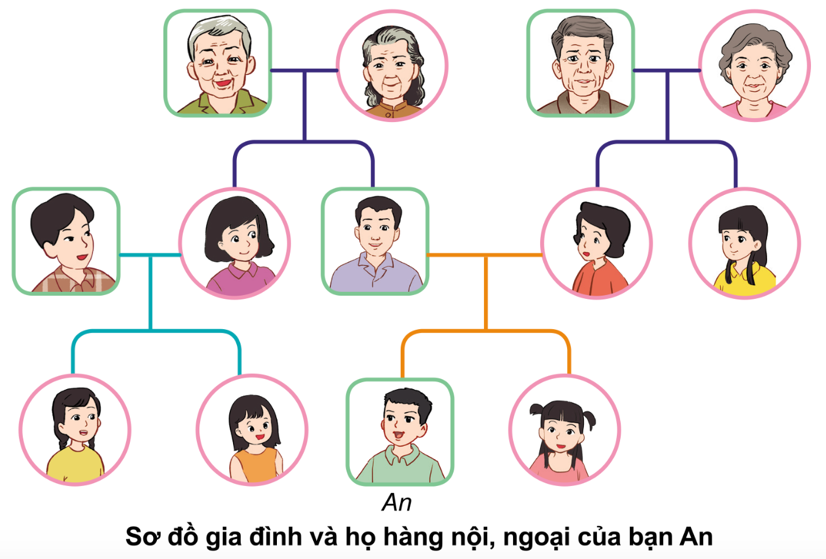 An
Sơ đồ gia đình và họ hàng nội, ngoại của bạn An